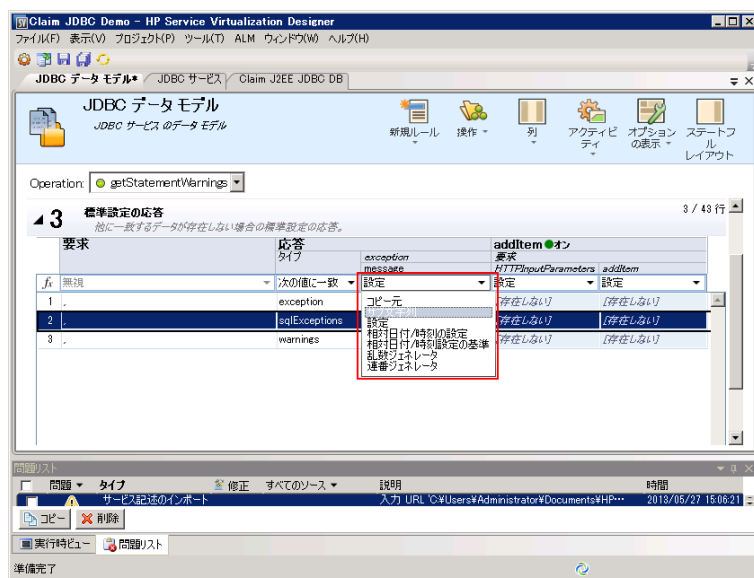 Claim JDBC Demo - HP Service Virtualization Designer
ファイル(F) 表示(V) プロジェクト(P) ツール(T) ALM ウィンドウ(W) ヘルプ(H)
JDBC データ モデル* JDBC サービス Claim J2EE JDBC DB
JDBC データ モデル
JDBC サービス のデータ モデル
新規ルール 操作 列 アクティビ オプション ステートフ
ティ の表示 ル
レイアウト
Operation: getStatementWarnings
3 標準設定の応答 3 / 43 行
他に一致するデータが存在しない場合の標準設定の応答。
要求 応答 addItem オン
タイプ exception 要求
message HTTPInputParameters addItem
fx 無視 次の値に一致 設定 設定 設定
1 exception コピー元 [存在しない] [存在しない]
サブ文字列
2 sqlExceptions 設定 [存在しない] [存在しない]
相対日付/時刻の設定
3 warnings 相対日付/時刻設定の基準 [存在しない] [存在しない]
乱数ジェネレータ
連番ジェネレータ
問題リスト
問題 タイプ 修正 すべてのソース 説明 時間
サービス記述のインポート 入力 URL 'C:¥Users¥Administrator¥Documents¥HP… 2013/05/27 15:06:21
コピー 削除
実行時ビュー 問題リスト
準備完了